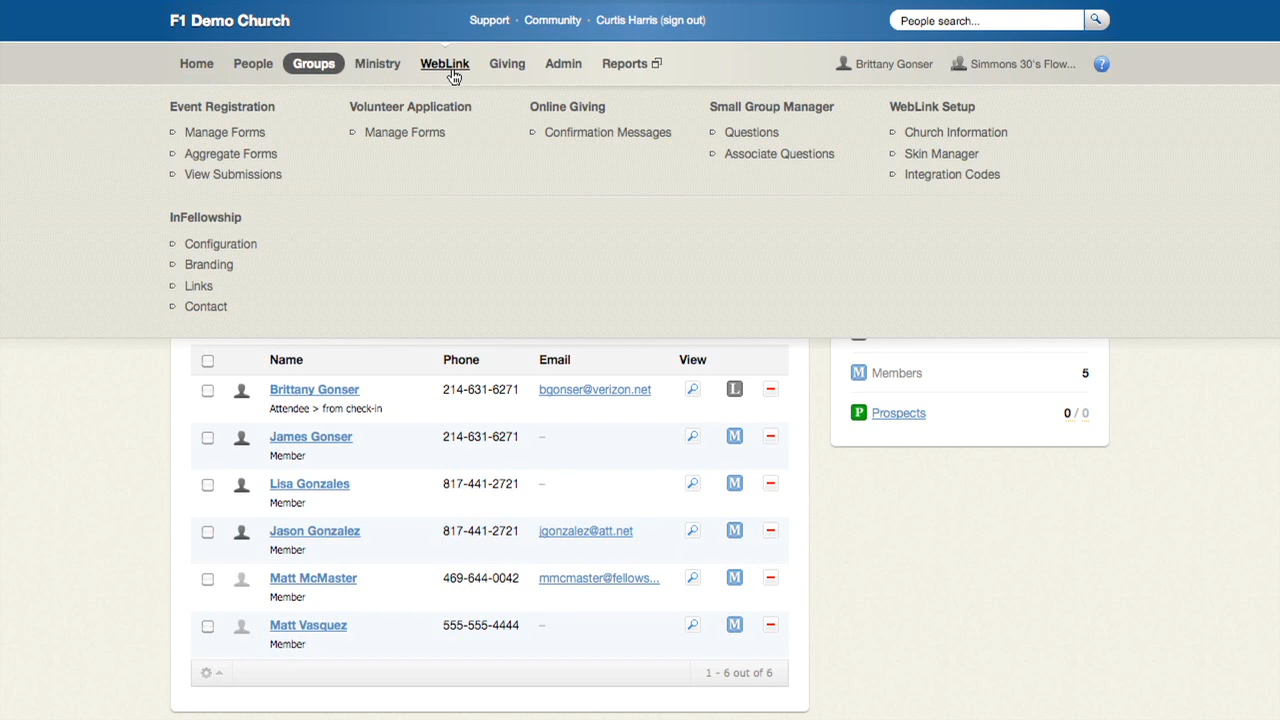 F1 Demo Church
Support · Community · Curtis Harris (sign out)
People search...
Home People Groups Ministry WebLink Giving Admin Reports
Brittany Gonser Simmons 30's Flow... ?
Event Registration
Manage Forms
Aggregate Forms
View Submissions
Volunteer Application
Manage Forms
Online Giving
Confirmation Messages
Small Group Manager
Questions
Associate Questions
WebLink Setup
Church Information
Skin Manager
Integration Codes
InFellowship
Configuration
Branding
Links
Contact
Name Phone Email View
Brittany Gonser 214-631-6271 bgonser@verizon.net L
Attendee > from check-in
James Gonser 214-631-6271 – M
Member
Lisa Gonzales 817-441-2721 – M
Member
Jason Gonzalez 817-441-2721 jgonzalez@att.net M
Member
Matt McMaster 469-644-0042 mmcmaster@fellows... M
Member
Matt Vasquez 555-555-4444 – M
Member
1 - 6 out of 6
M Members 5
P Prospects 0 / 0